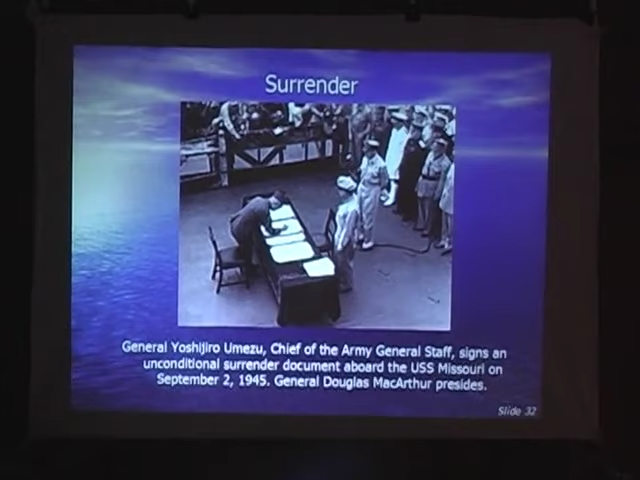 Surrender
General Yoshijiro Umezu, Chief of the Army General Staff, signs an
unconditional surrender document aboard the USS Missouri on
September 2, 1945. General Douglas MacArthur presides.
Slide 32